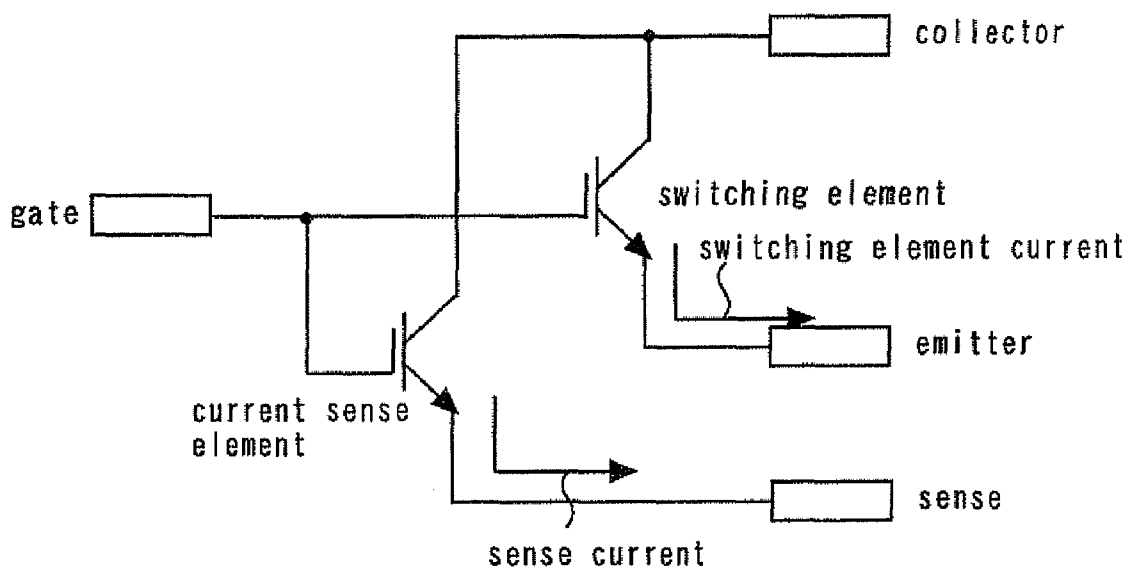 collector
gate
switching element
switching element current
emitter
current sense
element
sense
sense current